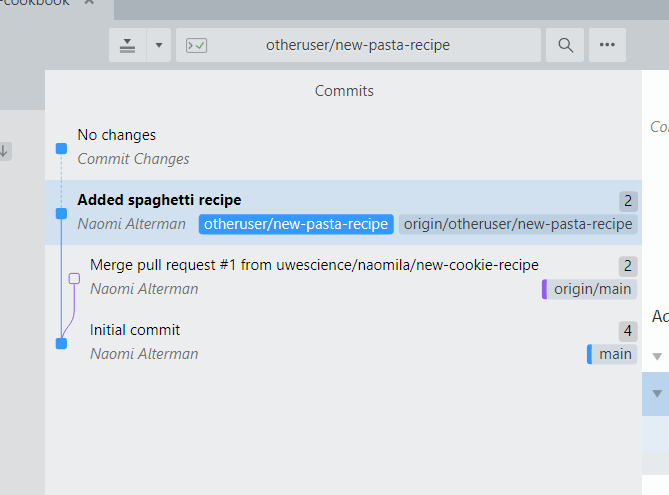 -cookbook
otheruser/new-pasta-recipe
Commits
No changes
Commit Changes
Added spaghetti recipe 2
Naomi Alterman otheruser/new-pasta-recipe origin/otheruser/new-pasta-recipe
Merge pull request #1 from uwescience/naomila/new-cookie-recipe 2
Naomi Alterman origin/main
Initial commit 4
Naomi Alterman main